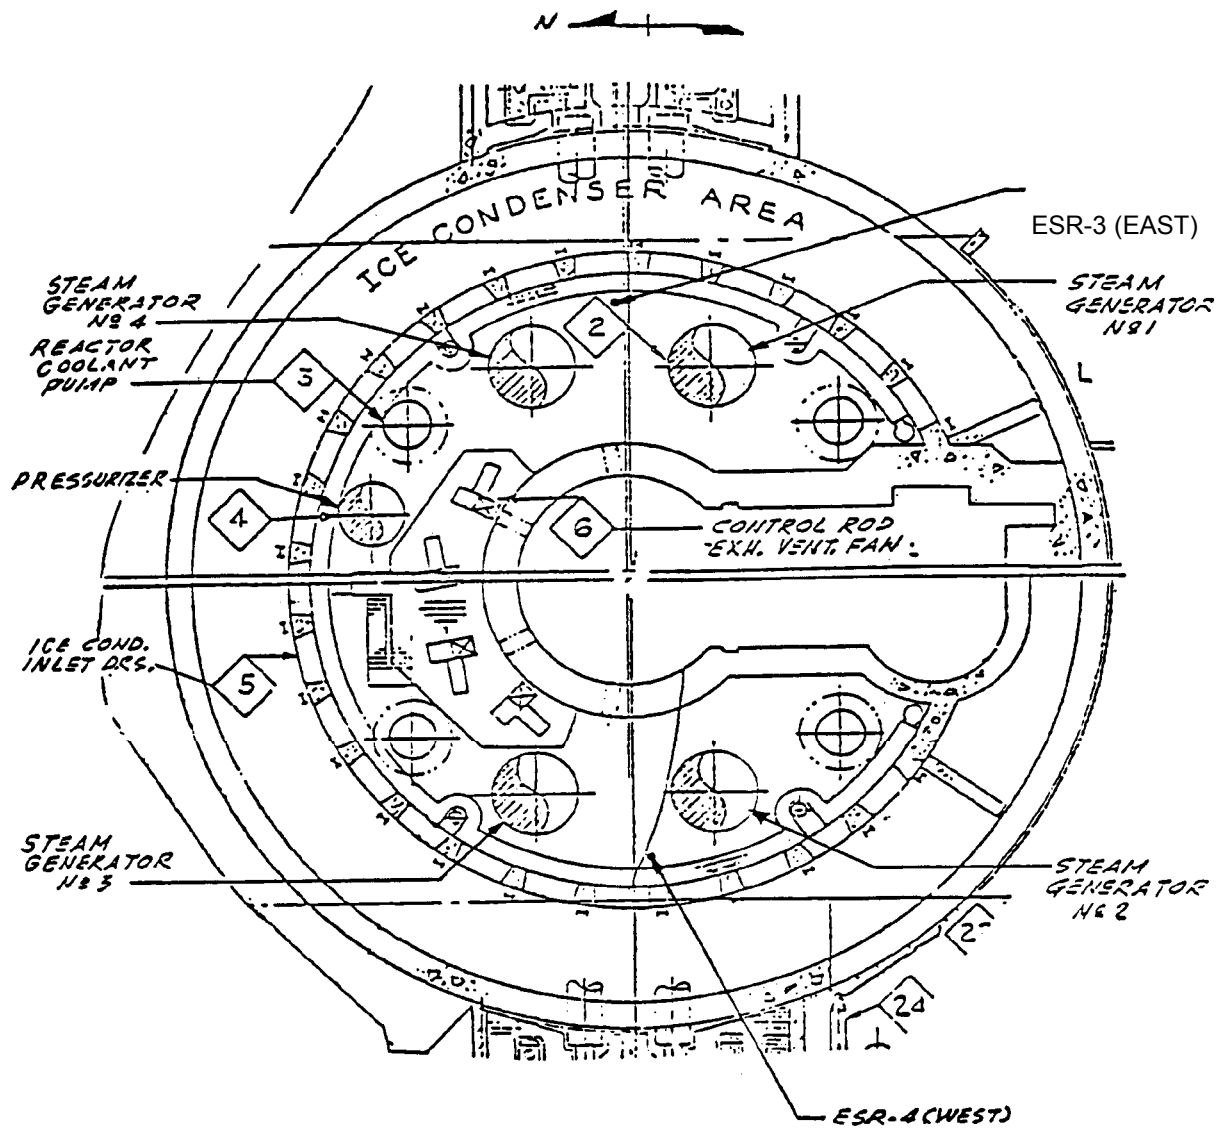 N
ICE CONDENSER AREA
ESR-3 (EAST)
STEAM
GENERATOR
Nº 4
STEAM
GENERATOR
Nº 1
REACTOR
COOLANT
PUMP
2
3
L
PRESSURIZER
4
6
CONTROL ROD
EXH. VENT. FAN
ICE COND.
INLET DRS.
5
STEAM
GENERATOR
Nº 3
STEAM
GENERATOR
Nº 2
24
ESR-4 (WEST)